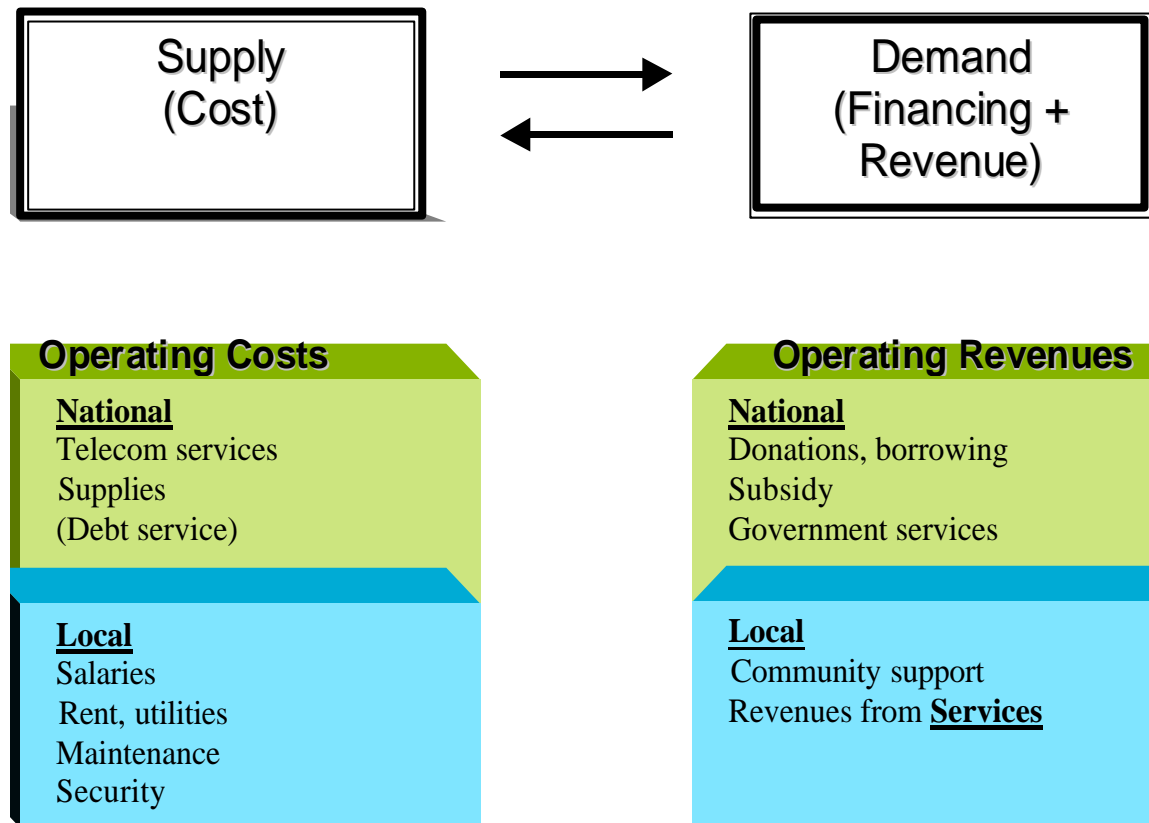 Supply
(Cost)
Demand
(Financing +
Revenue)
Operating Costs
National
Telecom services
Supplies
(Debt service)
Local
Salaries
Rent, utilities
Maintenance
Security
Operating Revenues
National
Donations, borrowing
Subsidy
Government services
Local
Community support
Revenues from Services